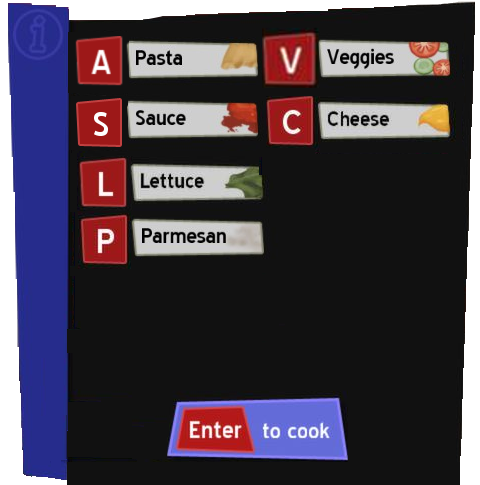 A Pasta V Veggies
S Sauce C Cheese
L Lettuce
P Parmesan
Enter to cook